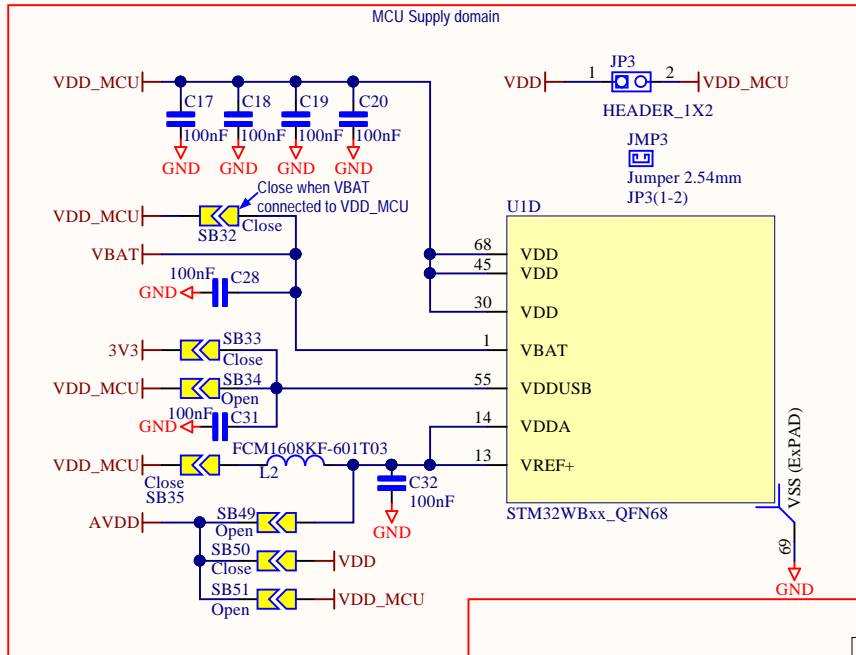 MCU Supply domain
VDD_MCU
C17
C18
C19
C20
100nF
100nF
100nF
100nF
GND
GND
GND
GND
VDD
1
JP3
2
VDD_MCU
HEADER_1X2
JMP3
Jumper 2.54mm
JP3(1-2)
Close when VBAT
connected to VDD_MCU
VDD_MCU
Close
SB32
VBAT
100nF
C28
GND
U1D
68
VDD
45
VDD
30
VDD
1
VBAT
55
VDDUSB
14
VDDA
13
VREF+
STM32WBxx_QFN68
VSS (ExPAD)
69
GND
SB33
3V3
Close
SB34
VDD_MCU
Open
100nF
C31
GND
FCM1608KF-601T03
VDD_MCU
L2
Close
SB35
C32
100nF
GND
SB49
AVDD
Open
SB50
Close
VDD
SB51
Open
VDD_MCU